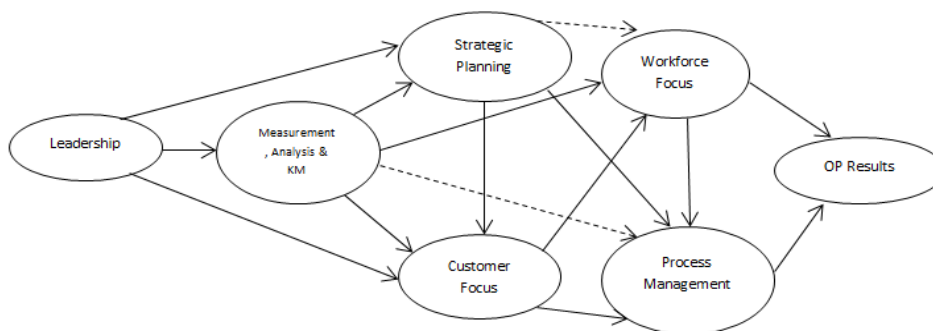 Strategic
Planning
Workforce
Focus
Leadership
Measurement
, Analysis &
KM
OP Results
Customer
Focus
Process
Management